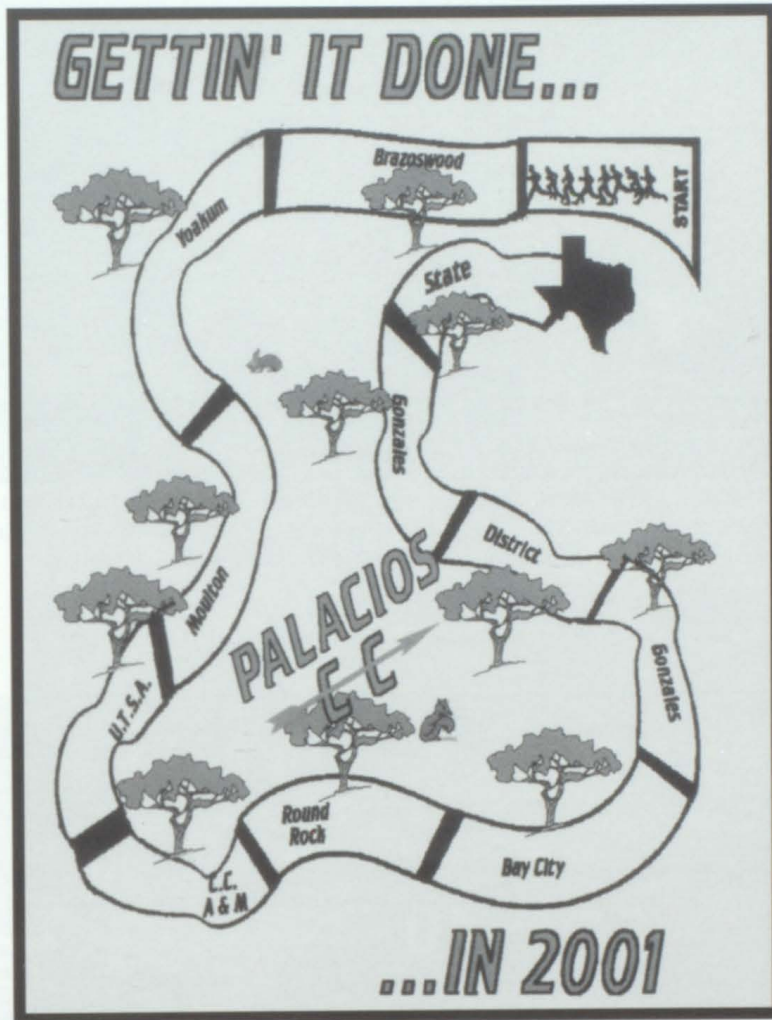 GETTIN' IT DONE...
Brazoswood
START
Yoakum
State
Gonzales
District
Moulton
PALACIOS
CC
Gonzales
U.T.S.A.
Round
Rock
Bay City
C.C.
A & M
...IN 2001